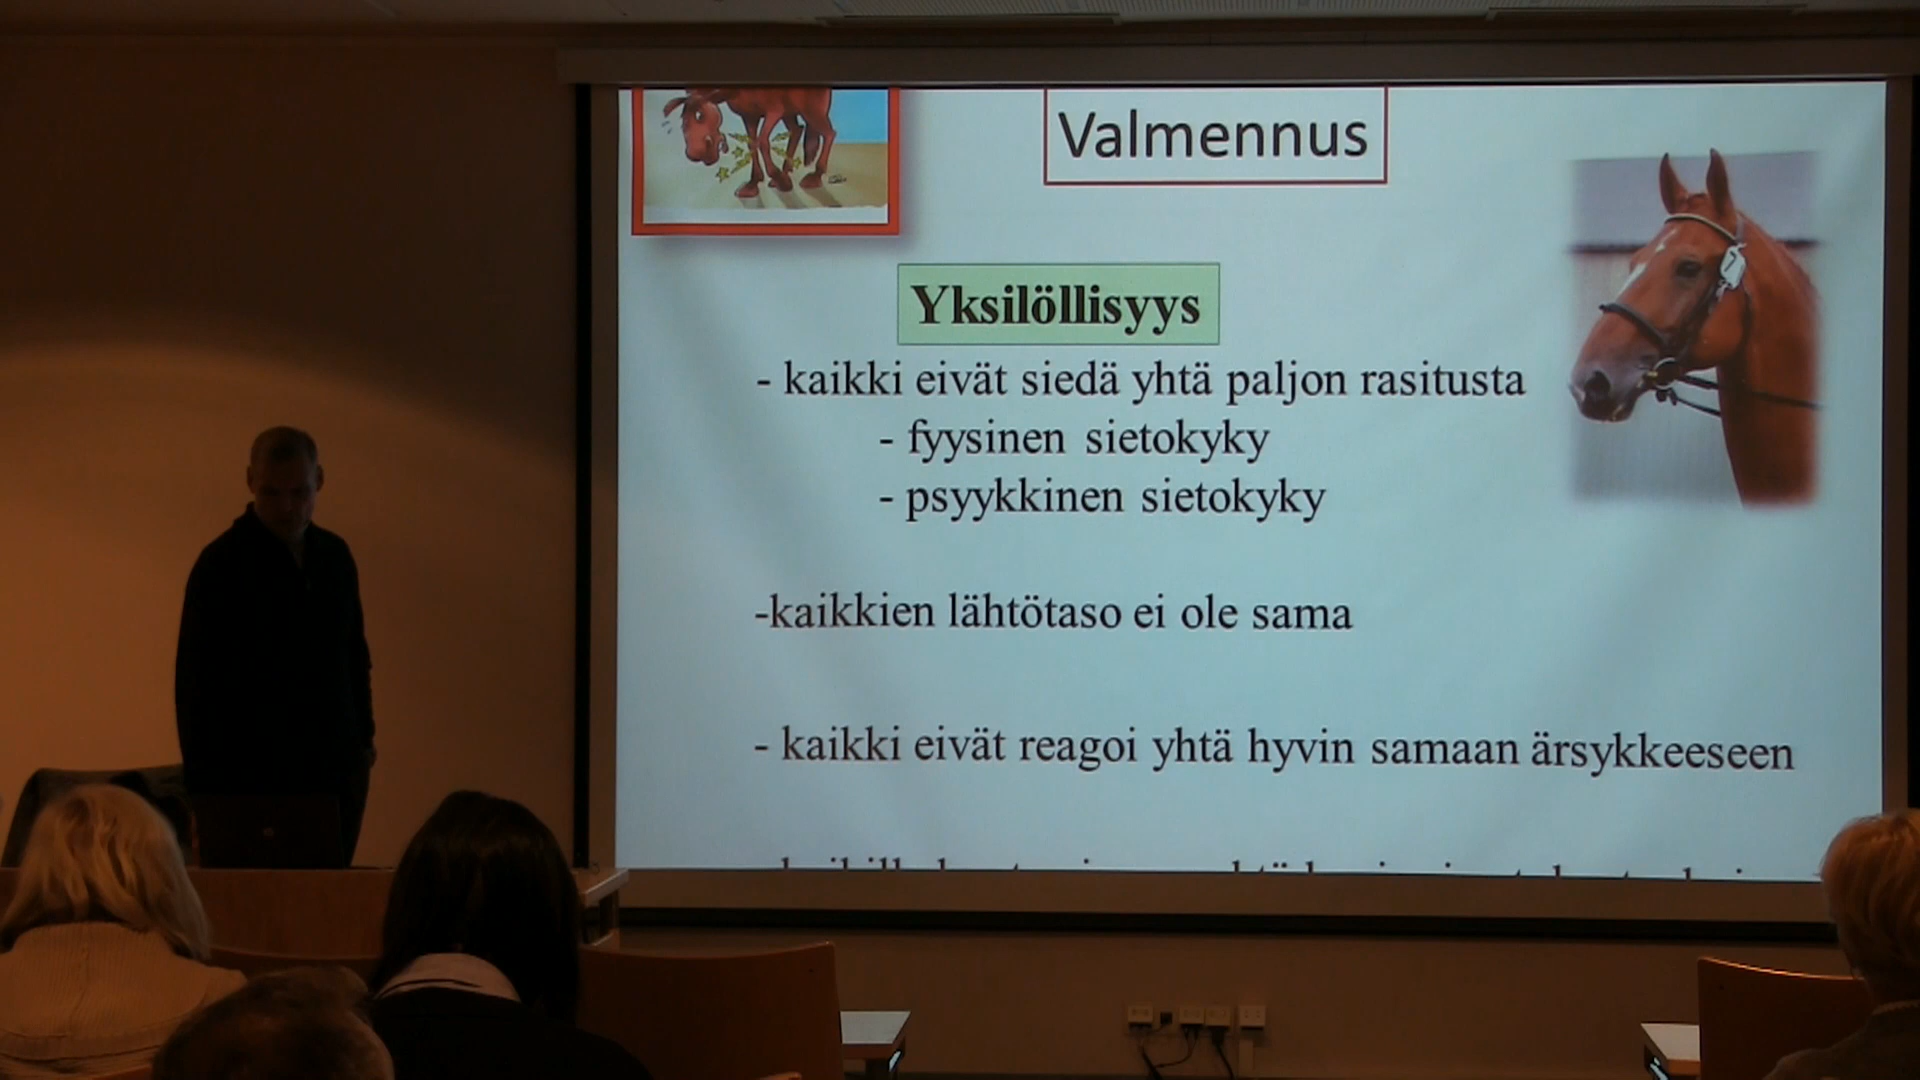 Valmennus
Yksilöllisyys
- kaikki eivät siedä yhtä paljon rasitusta
- fyysinen sietokyky
- psyykkinen sietokyky
-kaikkien lähtötaso ei ole sama
- kaikki eivät reagoi yhtä hyvin samaan ärsykkeeseen
7